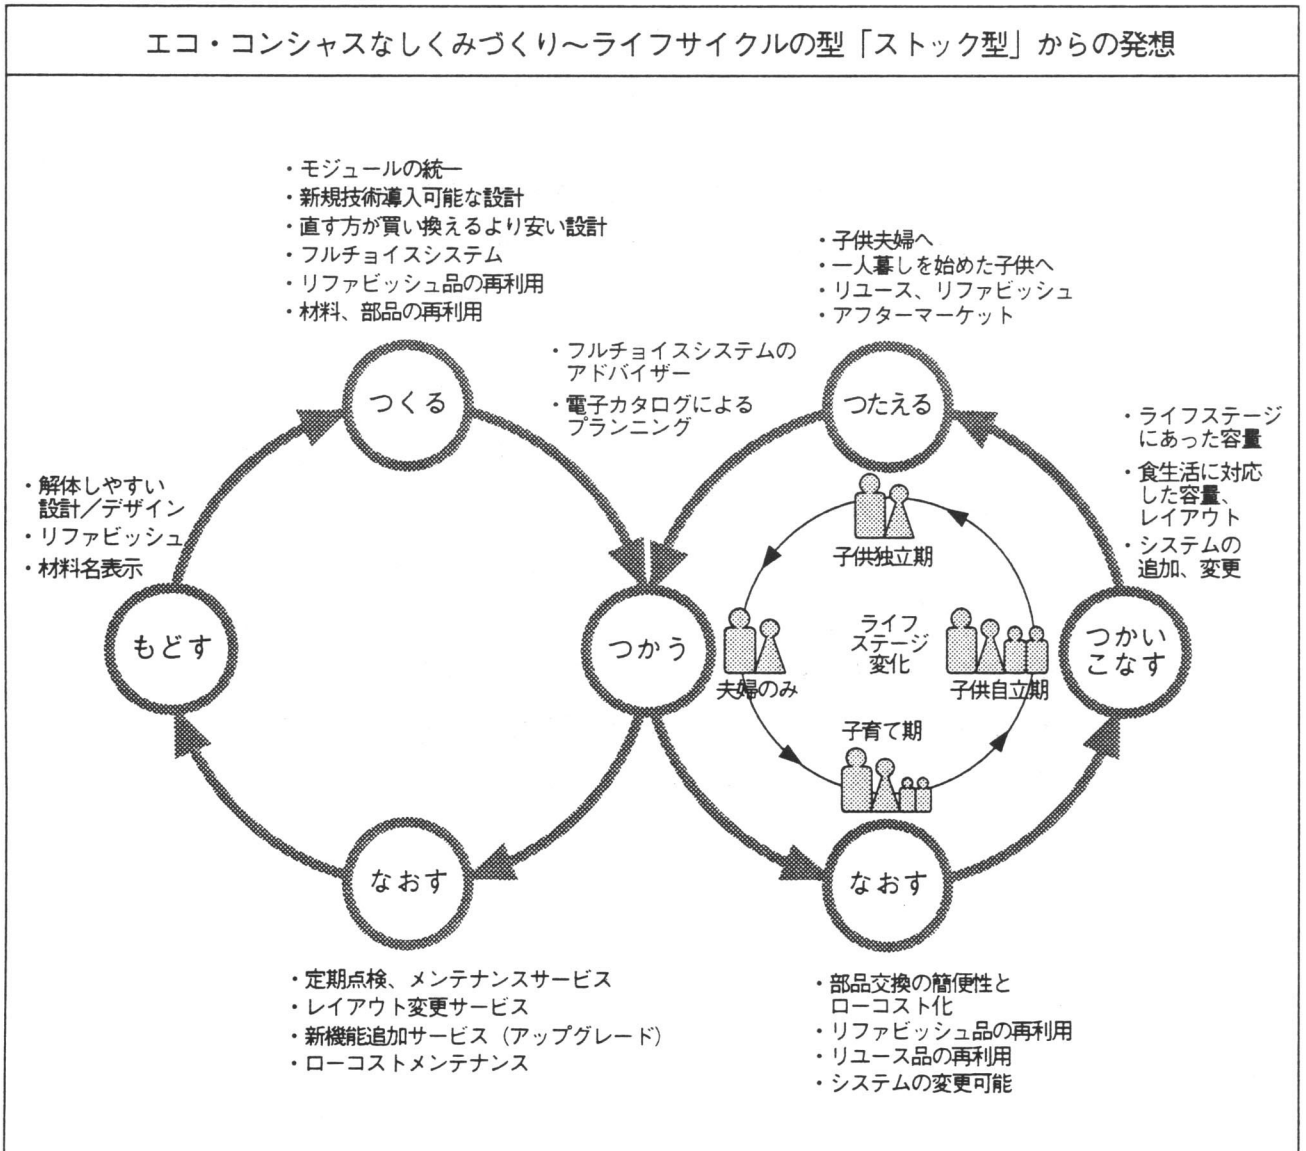 エコ・コンシャスなしくみづくり～ライフサイクルの型「ストック型」からの発想
・モジュールの統一
・新規技術導入可能な設計
・直す方が買い換えるより安い設計
・フルチョイスシステム
・リファビッシュ品の再利用
・材料、部品の再利用
・子供夫婦へ
・一人暮しを始めた子供へ
・リユース、リファビッシュ
・アフターマーケット
・フルチョイスシステムの
アドバイザー
・電子カタログによる
プランニング
つくる
つたえる
・ライフステージ
にあった容量
・食生活に対応
した容量、
レイアウト
・システムの
追加、変更
・解体しやすい
設計／デザイン
・リファビッシュ
・材料名表示
子供独立期
もどす
つかう
ライフ
ステージ
変化
つかい
こなす
夫婦のみ
子供自立期
子育て期
なおす
なおす
・定期点検、メンテナンスサービス
・レイアウト変更サービス
・新機能追加サービス（アップグレード）
・ローコストメンテナンス
・部品交換の簡便性と
ローコスト化
・リファビッシュ品の再利用
・リユース品の再利用
・システムの変更可能